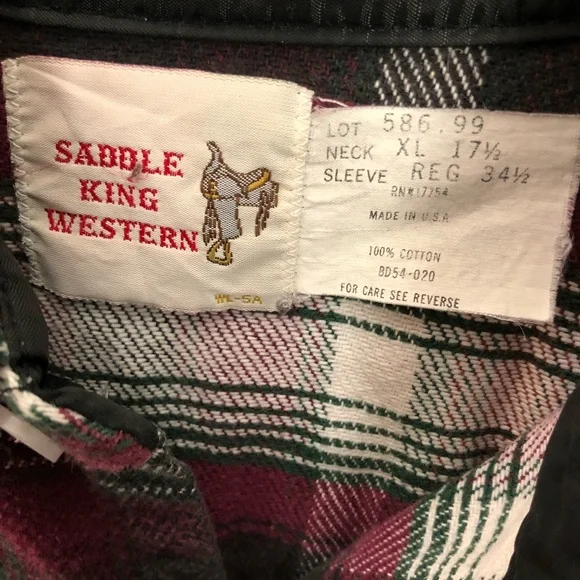 SADDLE
KING
WESTERN
WL-5A
LOT 586.99
NECK XL 17½
SLEEVE REG 34½
RN#17754
MADE IN U.S.A
100% COTTON
BD54-020
FOR CARE SEE REVERSE